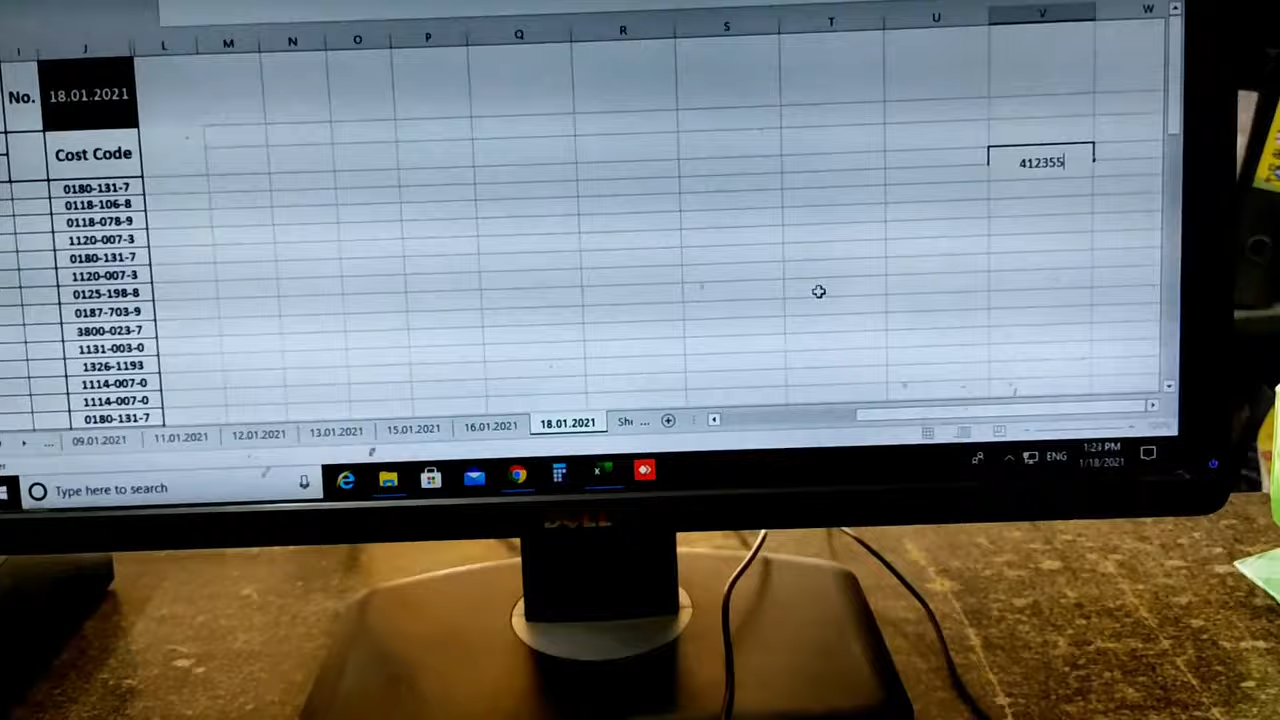 I J L M N O P Q R S T U V W
No. 18.01.2021
Cost Code
412355
0180-131-7
0118-106-8
0118-078-9
1120-007-3
0180-131-7
1120-007-3
0125-198-8
0187-703-9
3800-023-7
1131-003-0
1326-1193
1114-007-0
1114-007-0
0180-131-7
... 09.01.2021 11.01.2021 12.01.2021 13.01.2021 15.01.2021 16.01.2021 18.01.2021 She ...
Type here to search
ENG
1:23 PM
1/18/2021
DELL